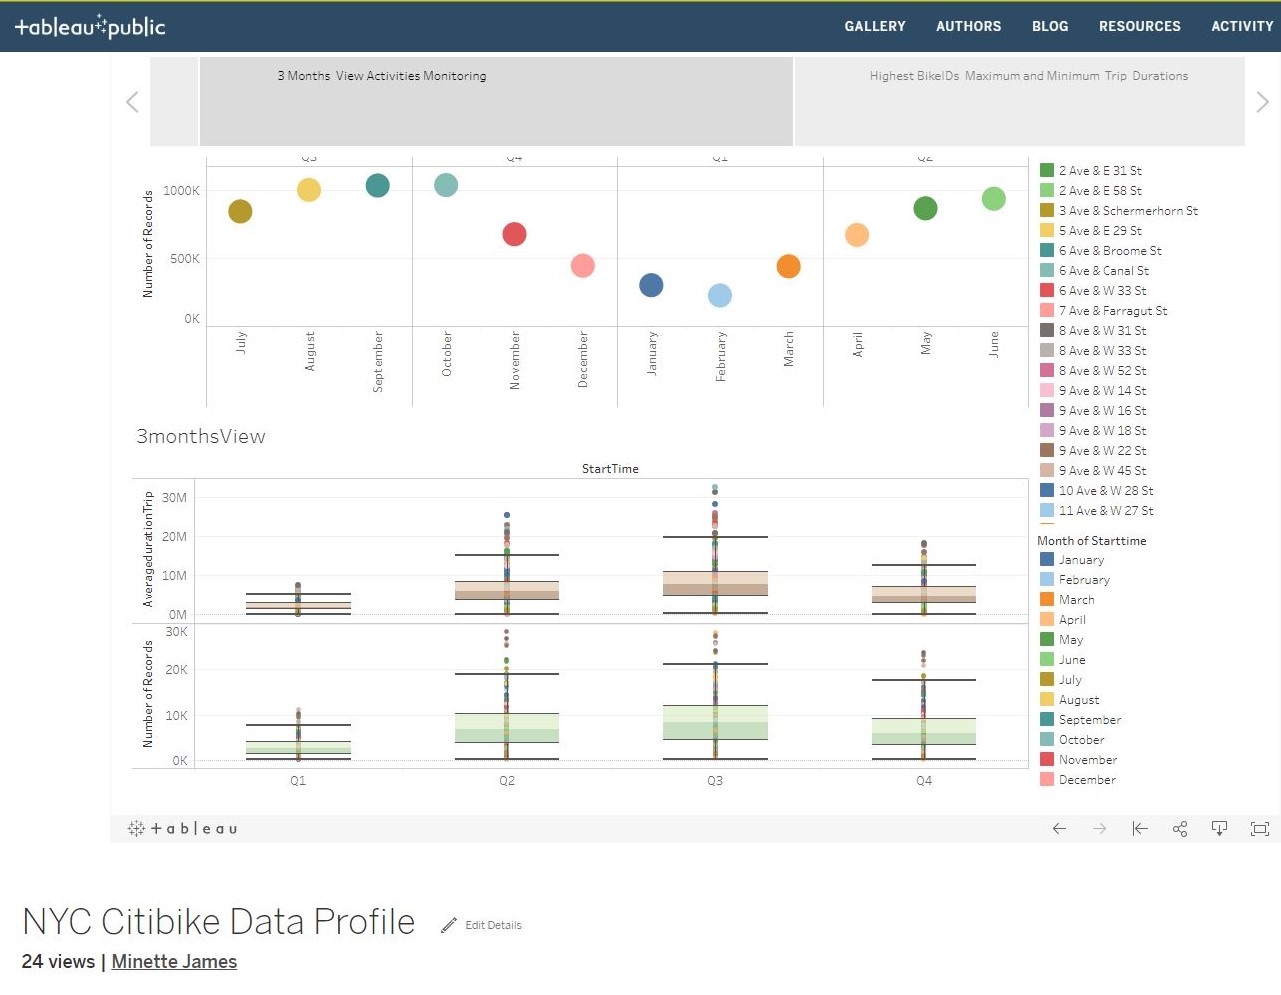 +ableau public
GALLERY AUTHORS BLOG RESOURCES ACTIVITY
3 Months View Activities Monitoring
Highest BikeIDs Maximum and Minimum Trip Durations
Q3 Q4 Q1 Q2
Number of Records
1000K
500K
0K
July August September October November December January February March April May June
2 Ave & E 31 St
2 Ave & E 58 St
3 Ave & Schermerhorn St
5 Ave & E 29 St
6 Ave & Broome St
6 Ave & Canal St
6 Ave & W 33 St
7 Ave & Farragut St
8 Ave & W 31 St
8 Ave & W 33 St
8 Ave & W 52 St
9 Ave & W 14 St
9 Ave & W 16 St
9 Ave & W 18 St
9 Ave & W 22 St
9 Ave & W 45 St
10 Ave & W 28 St
11 Ave & W 27 St
3monthsView
StartTime
AveragedurationTrip
30M
20M
10M
0M
Number of Records
30K
20K
10K
0K
Q1 Q2 Q3 Q4
Month of Starttime
January
February
March
April
May
June
July
August
September
October
November
December
+ableau
NYC Citibike Data Profile
Edit Details
24 views | Minette James